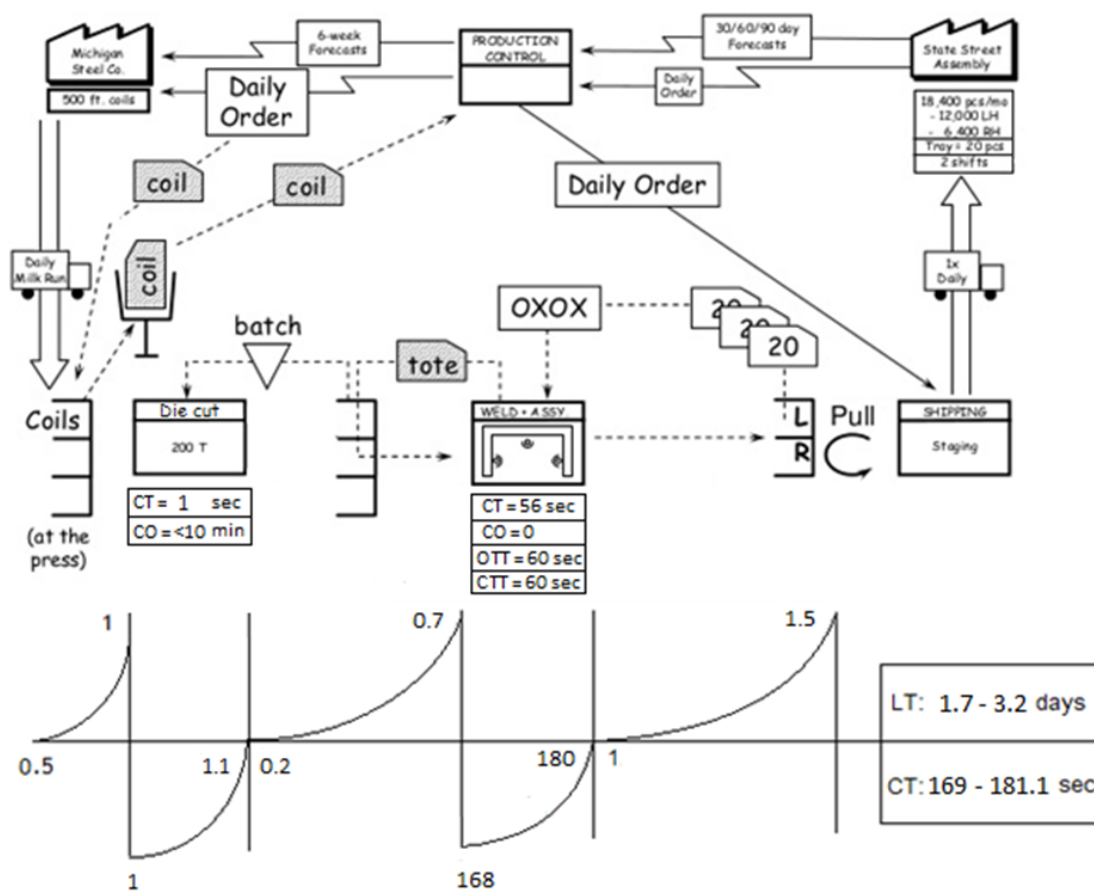 Michigan
Steel Co.
500 ft. coils
6-week
Forecasts
Daily
Order
PRODUCTION
CONTROL
30/60/90 day
Forecasts
Daily
Order
State Street
Assembly
18,400 pcs/mo
- 12,000 LH
- 6,400 RH
Tray = 20 pcs
2 shifts
coil
coil
coil
Daily Order
Daily
Milk Run
1x
Daily
batch
tote
OXOX
20
20
20
Coils
(at the
press)
Die cut
200 T
CT= 1 sec
CO=<10 min
WELD + ASSY.
CT=56 sec
CO=0
OTT=60 sec
CTT=60 sec
L
R
Pull
SHIPPING
Staging
1
0.7
1.5
0.5
1.1
0.2
180
1
1
168
LT: 1.7 - 3.2 days
CT: 169 - 181.1 sec